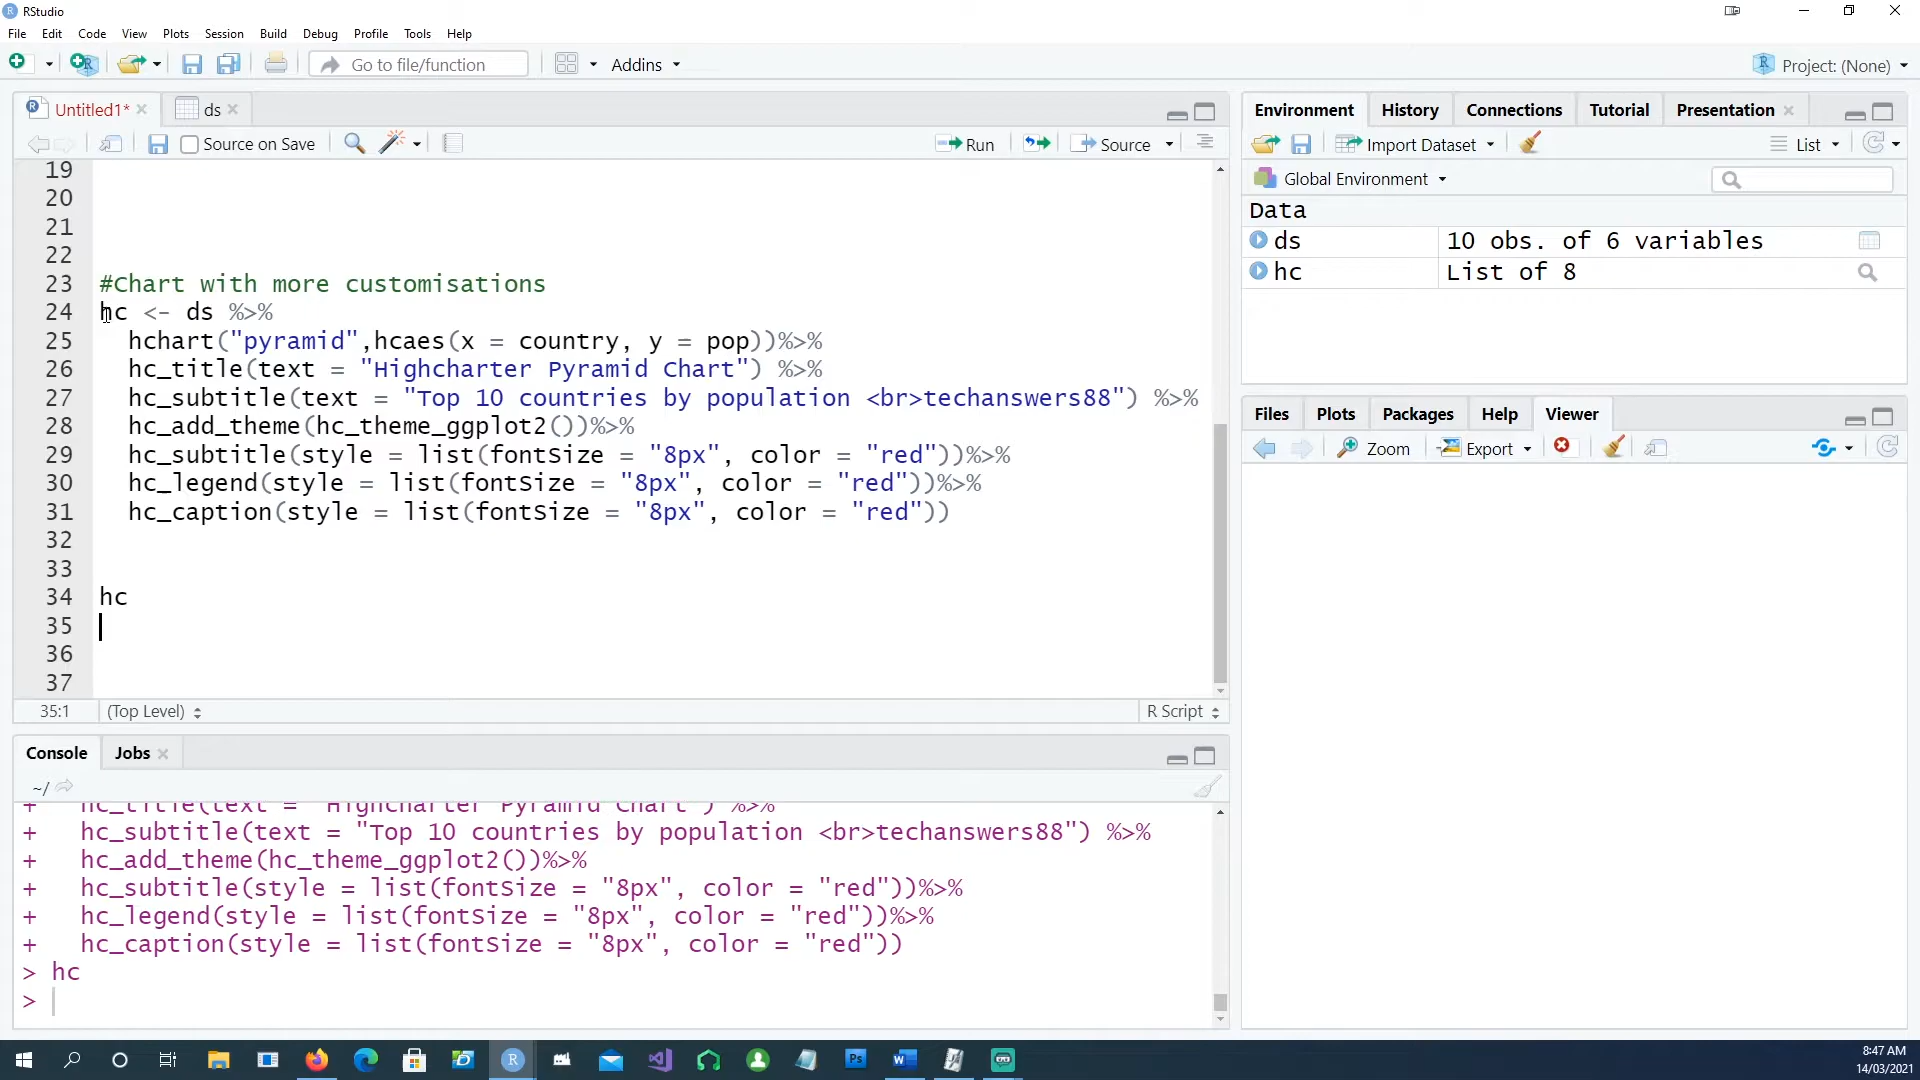 RStudio
File Edit Code View Plots Session Build Debug Profile Tools Help
Go to file/function Addins Project: (None)
Untitled1* ds
Source on Save Run Source
19
20
21
22
23 #Chart with more customisations
24 hc <- ds %>%
25 hchart("pyramid",hcaes(x = country, y = pop))%>%
26 hc_title(text = "Highcharter Pyramid Chart") %>%
27 hc_subtitle(text = "Top 10 countries by population <br>techanswers88") %>%
28 hc_add_theme(hc_theme_ggplot2())%>%
29 hc_subtitle(style = list(fontSize = "8px", color = "red"))%>%
30 hc_legend(style = list(fontSize = "8px", color = "red"))%>%
31 hc_caption(style = list(fontSize = "8px", color = "red"))
32
33
34 hc
35
36
37
35:1 (Top Level) R Script
Console Jobs
~/
+ hc_title(text = "Highcharter Pyramid Chart") %>%
+ hc_subtitle(text = "Top 10 countries by population <br>techanswers88") %>%
+ hc_add_theme(hc_theme_ggplot2())%>%
+ hc_subtitle(style = list(fontSize = "8px", color = "red"))%>%
+ hc_legend(style = list(fontSize = "8px", color = "red"))%>%
+ hc_caption(style = list(fontSize = "8px", color = "red"))
> hc
>
Environment History Connections Tutorial Presentation
Import Dataset List
Global Environment
Data
ds 10 obs. of 6 variables
hc List of 8
Files Plots Packages Help Viewer
Zoom Export
8:47 AM
14/03/2021